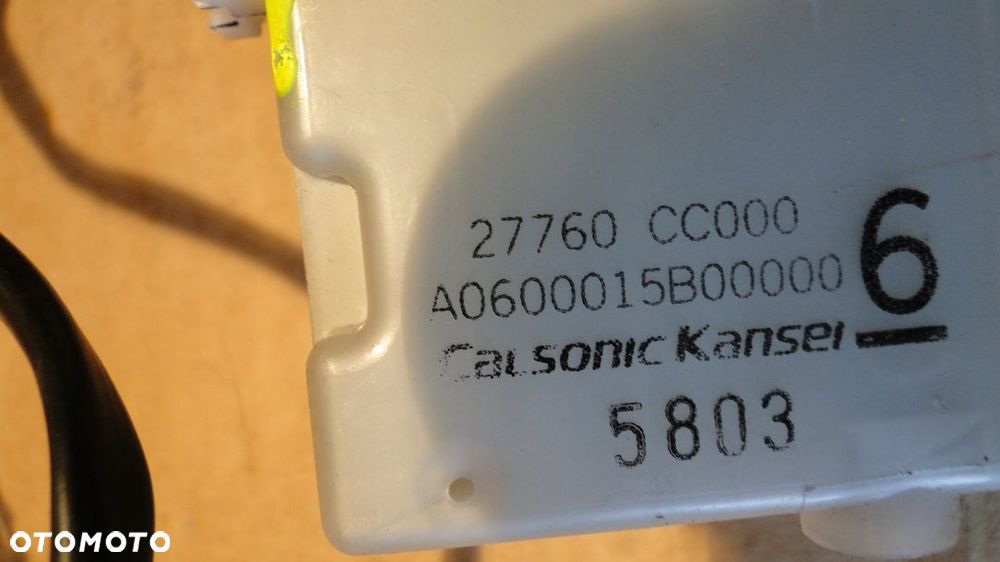 27760 CC000
A0600015B00000
6
Calsonic Kansei
5803
OTOMOTO